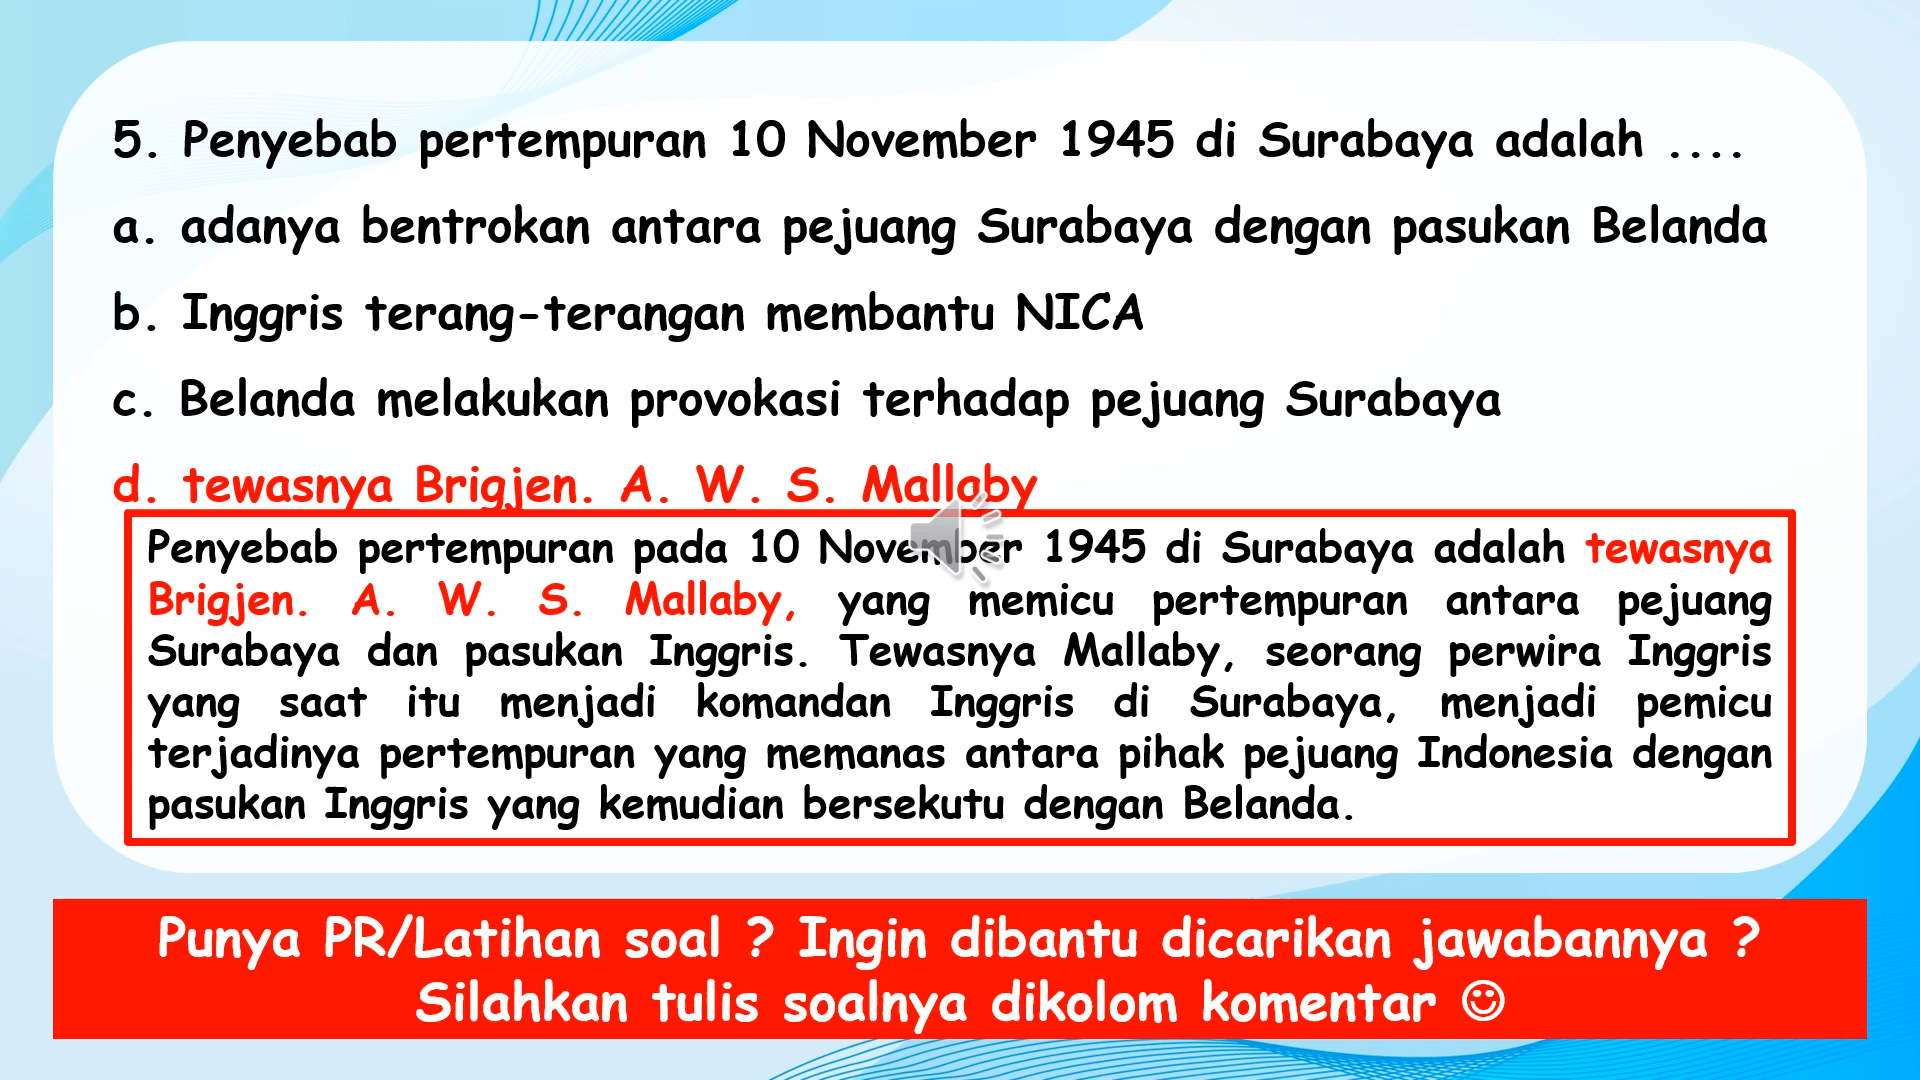 5. Penyebab pertempuran 10 November 1945 di Surabaya adalah ....
a. adanya bentrokan antara pejuang Surabaya dengan pasukan Belanda
b. Inggris terang-terangan membantu NICA
c. Belanda melakukan provokasi terhadap pejuang Surabaya
d. tewasnya Brigjen. A. W. S. Mallaby
Penyebab pertempuran pada 10 November 1945 di Surabaya adalah tewasnya
Brigjen. A. W. S. Mallaby, yang memicu pertempuran antara pejuang
Surabaya dan pasukan Inggris. Tewasnya Mallaby, seorang perwira Inggris
yang saat itu menjadi komandan Inggris di Surabaya, menjadi pemicu
terjadinya pertempuran yang memanas antara pihak pejuang Indonesia dengan
pasukan Inggris yang kemudian bersekutu dengan Belanda.
Punya PR/Latihan soal ? Ingin dibantu dicarikan jawabannya ?
Silahkan tulis soalnya dikolom komentar ☺